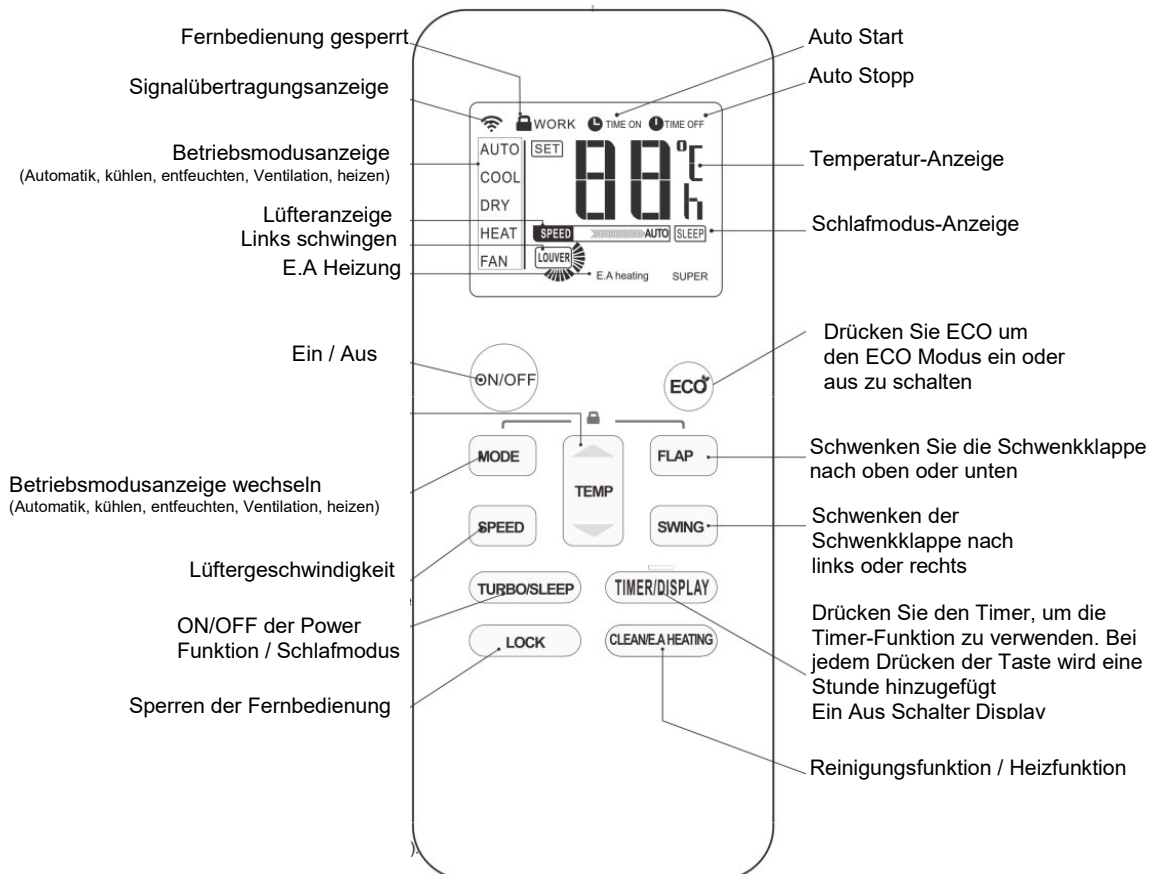 Fernbedienung gesperrt
Signalübertragungsanzeige
Betriebsmodusanzeige
(Automatik, kühlen, entfeuchten, Ventilation, heizen)
Lüfteranzeige
Links schwingen
E.A Heizung
Ein / Aus
Betriebsmodusanzeige wechseln
(Automatik, kühlen, entfeuchten, Ventilation, heizen)
Lüftergeschwindigkeit
ON/OFF der Power
Funktion / Schlafmodus
Sperren der Fernbedienung
WORK TIME ON TIME OFF
AUTO SET 88 °C
COOL
DRY h
HEAT SPEED AUTO SLEEP
FAN LOUVER
E.A heating SUPER
ON/OFF ECO
MODE FLAP
TEMP
SPEED SWING
TURBO/SLEEP TIMER/DISPLAY
LOCK CLEAN/E.A HEATING
).
Auto Start
Auto Stopp
Temperatur-Anzeige
Schlafmodus-Anzeige
Drücken Sie ECO um
den ECO Modus ein oder
aus zu schalten
Schwenken Sie die Schwenkklappe
nach oben oder unten
Schwenken der
Schwenkklappe nach
links oder rechts
Drücken Sie den Timer, um die
Timer-Funktion zu verwenden. Bei
jedem Drücken der Taste wird eine
Stunde hinzugefügt
Ein Aus Schalter Display
Reinigungsfunktion / Heizfunktion